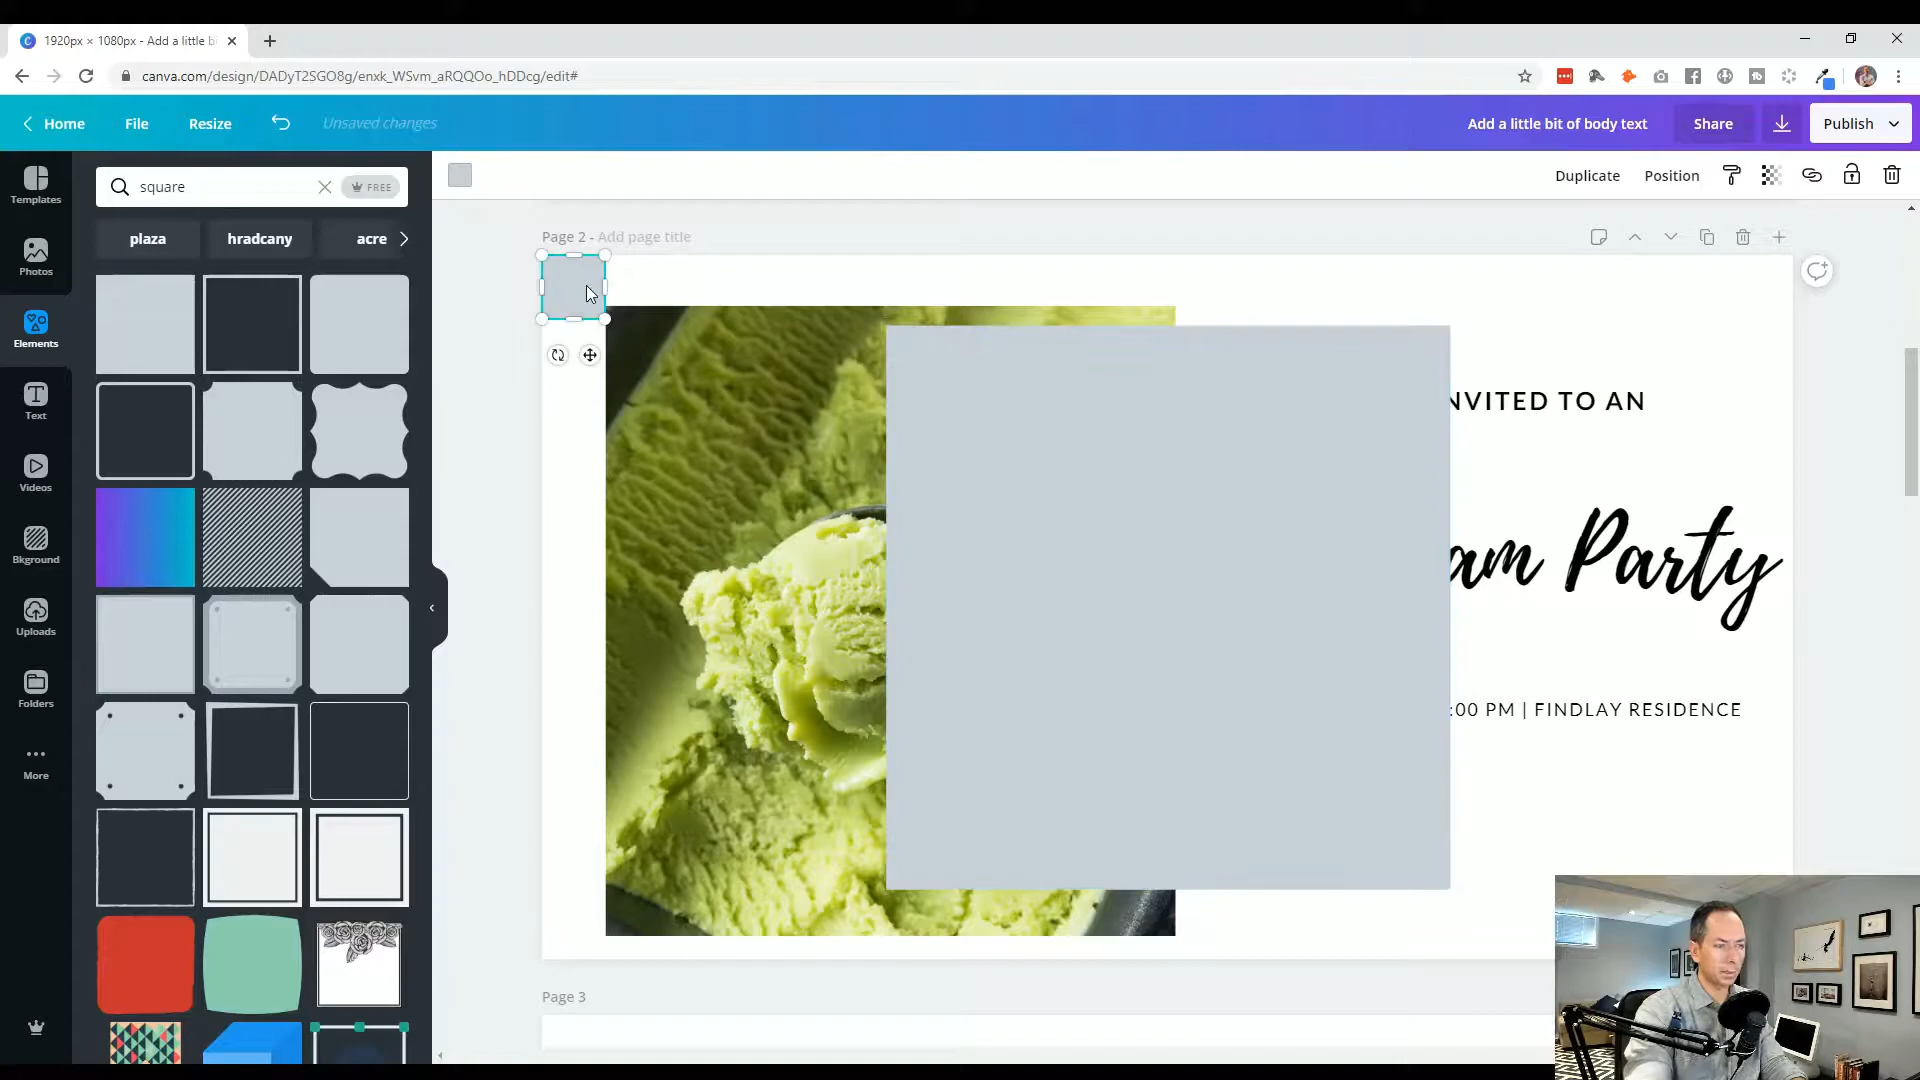 1920px × 1080px - Add a little bi
canva.com/design/DADyT2SGO8g/enxk_WSvm_aRQQOo_hDDcg/edit#
Home
File
Resize
Unsaved changes
Add a little bit of body text
Share
Publish
Templates
Photos
Elements
Text
Videos
Bkground
Uploads
Folders
More
square
FREE
plaza
hradcany
acre
Duplicate
Position
Page 2 - Add page title
NVITED TO AN
am Party
:00 PM | FINDLAY RESIDENCE
Page 3